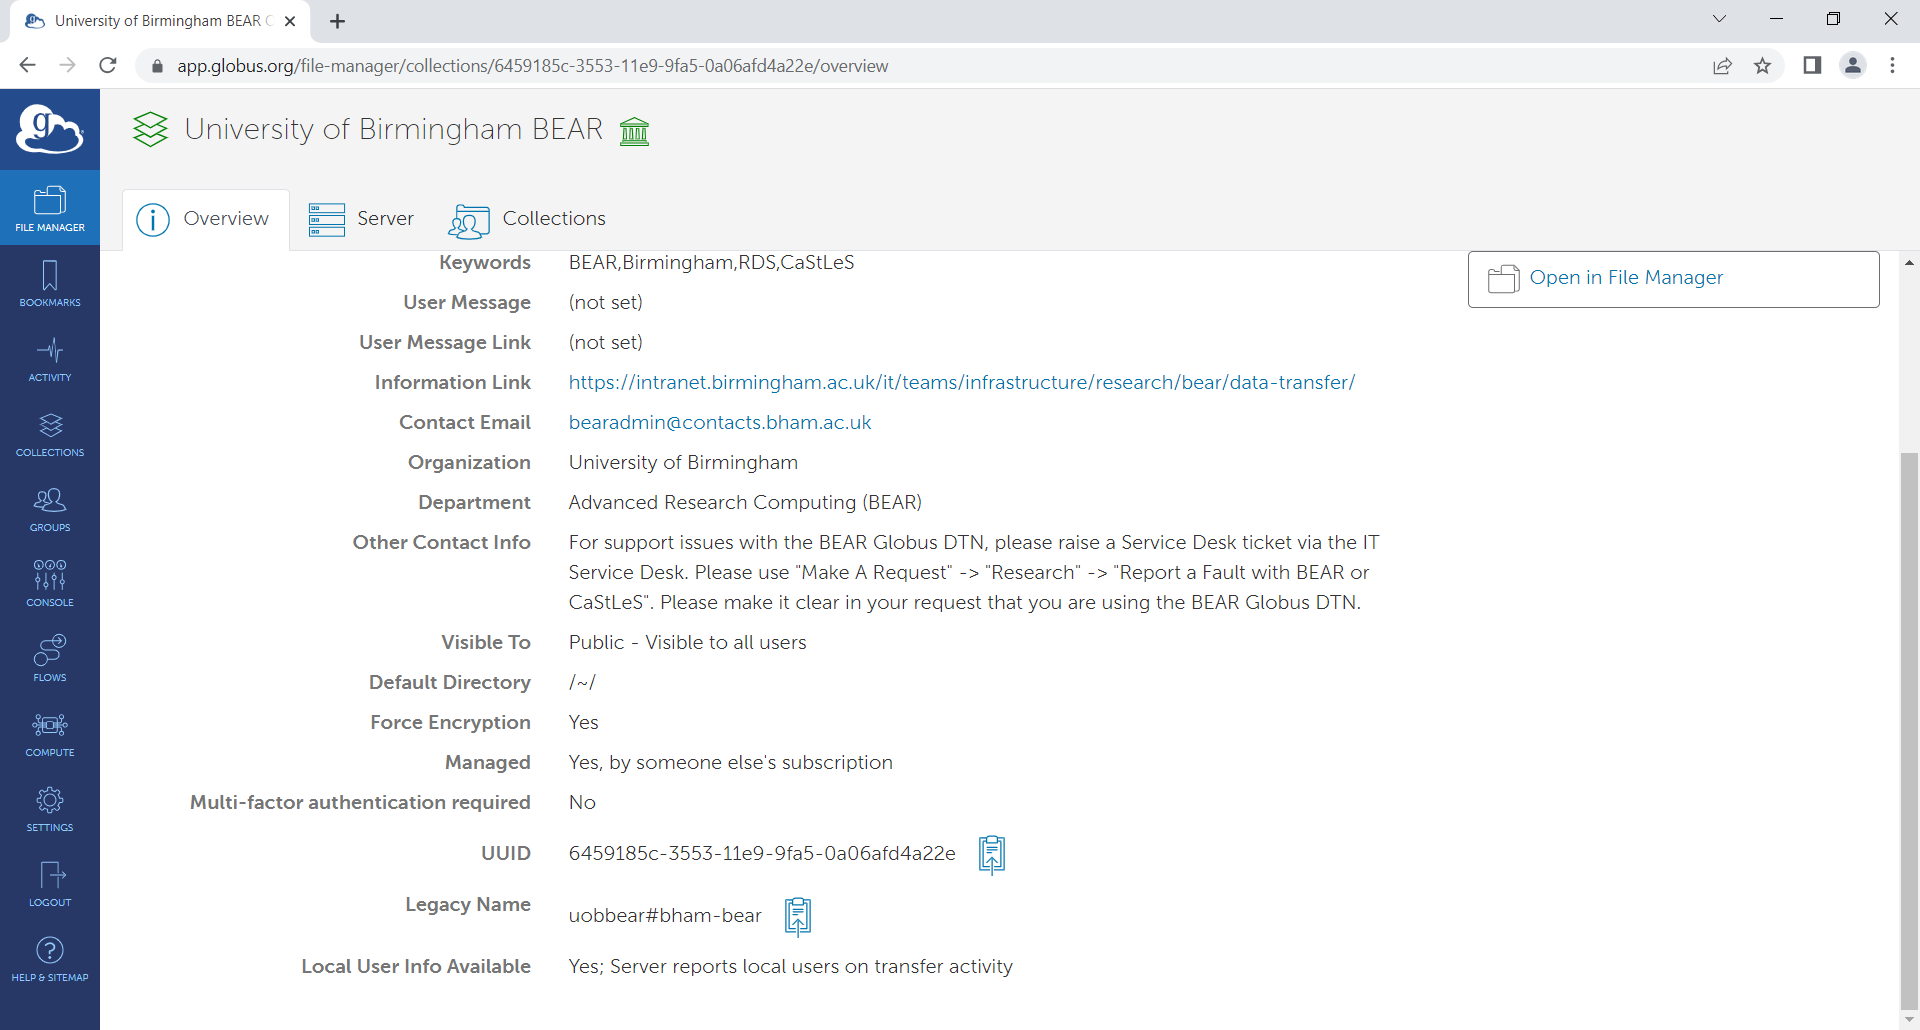 University of Birmingham BEAR C
app.globus.org/file-manager/collections/6459185c-3553-11e9-9fa5-0a06afd4a22e/overview
g
University of Birmingham BEAR
FILE MANAGER
BOOKMARKS
ACTIVITY
COLLECTIONS
GROUPS
CONSOLE
FLOWS
COMPUTE
SETTINGS
LOGOUT
HELP & SITEMAP
Overview
Server
Collections
Keywords BEAR,Birmingham,RDS,CaStLeS
Open in File Manager
User Message (not set)
User Message Link (not set)
Information Link https://intranet.birmingham.ac.uk/it/teams/infrastructure/research/bear/data-transfer/
Contact Email bearadmin@contacts.bham.ac.uk
Organization University of Birmingham
Department Advanced Research Computing (BEAR)
Other Contact Info For support issues with the BEAR Globus DTN, please raise a Service Desk ticket via the IT
Service Desk. Please use "Make A Request" -> "Research" -> "Report a Fault with BEAR or
CaStLeS". Please make it clear in your request that you are using the BEAR Globus DTN.
Visible To Public - Visible to all users
Default Directory /~/
Force Encryption Yes
Managed Yes, by someone else's subscription
Multi-factor authentication required No
UUID 6459185c-3553-11e9-9fa5-0a06afd4a22e
Legacy Name uobbear#bham-bear
Local User Info Available Yes; Server reports local users on transfer activity